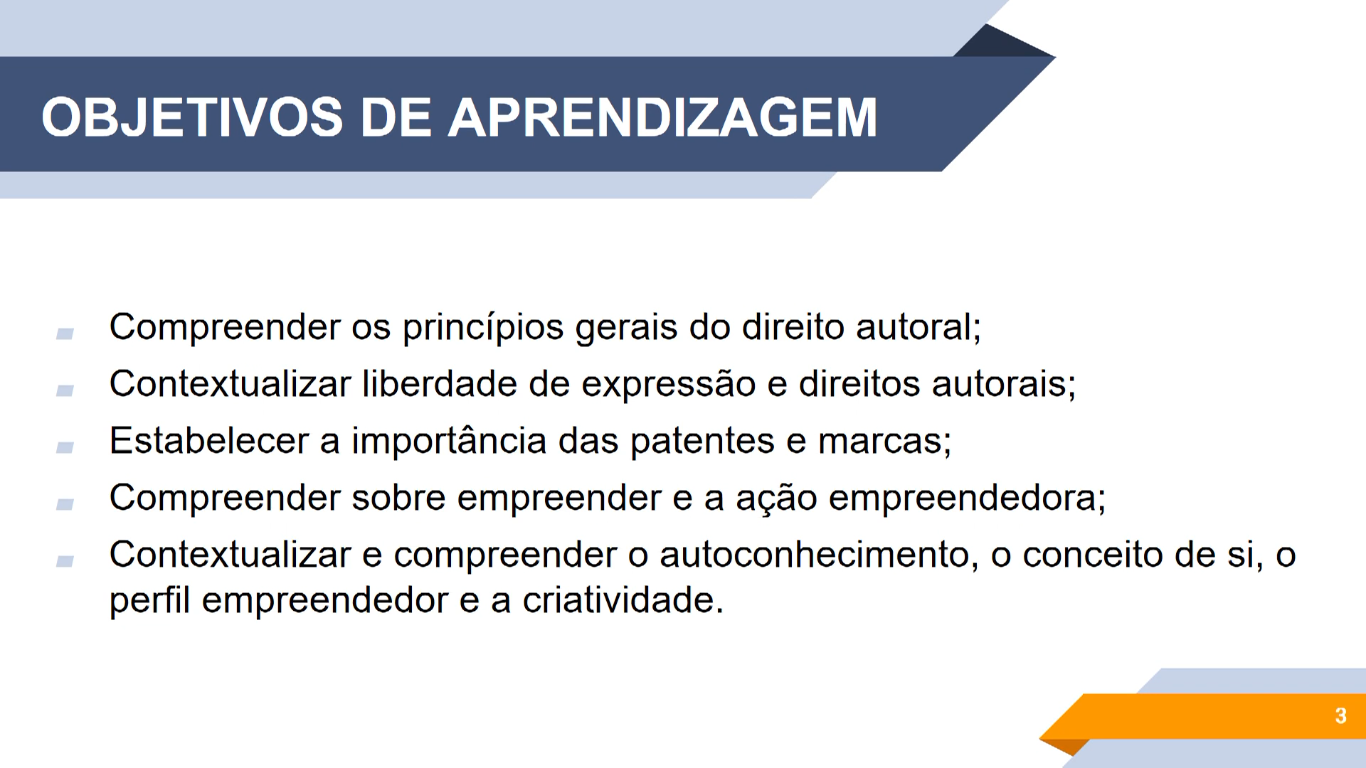 OBJETIVOS DE APRENDIZAGEM
Compreender os princípios gerais do direito autoral;
Contextualizar liberdade de expressão e direitos autorais;
Estabelecer a importância das patentes e marcas;
Compreender sobre empreender e a ação empreendedora;
Contextualizar e compreender o autoconhecimento, o conceito de si, o
perfil empreendedor e a criatividade.
3